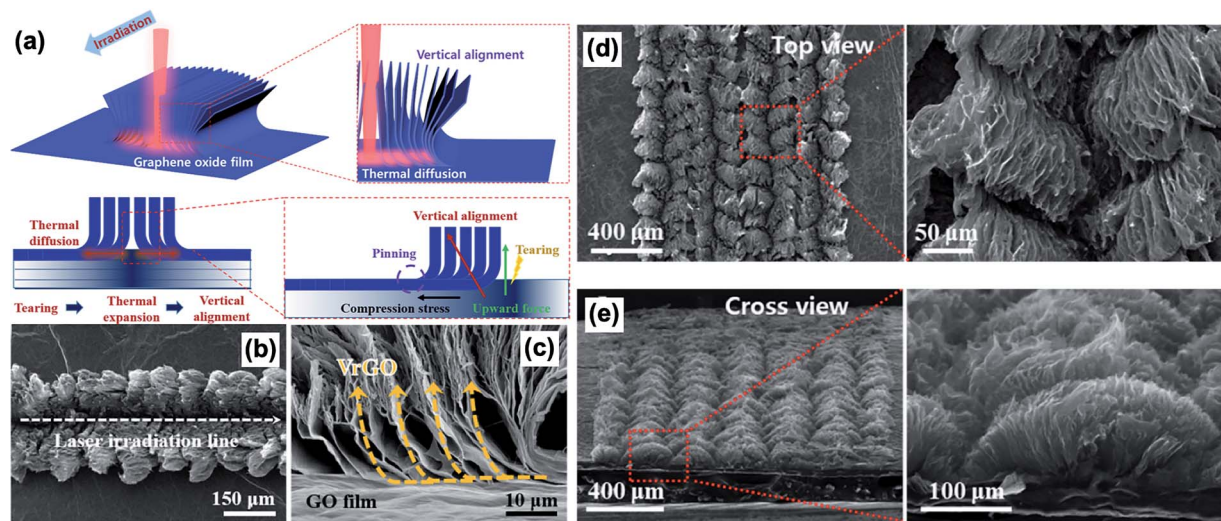 (a)
Irradiation
Vertical alignment
Graphene oxide film
Thermal diffusion
Thermal
diffusion
Tearing
Thermal
expansion
Vertical
alignment
Vertical alignment
Pinning
Tearing
Compression stress
Upward force
(b)
Laser irradiation line
150 μm
(c)
VrGO
GO film
10 μm
(d)
Top view
400 μm
50 μm
(e)
Cross view
400 μm
100 μm